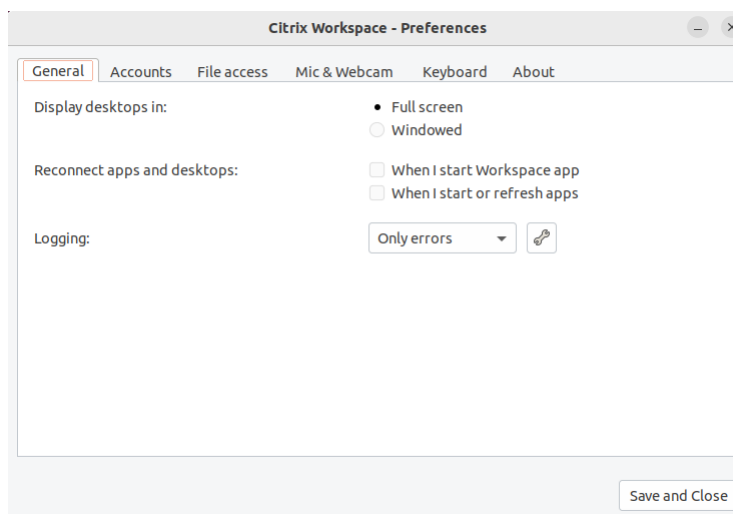 Citrix Workspace - Preferences
General Accounts File access Mic & Webcam Keyboard About
Display desktops in: Full screen
Windowed
Reconnect apps and desktops: When I start Workspace app
When I start or refresh apps
Logging: Only errors
Save and Close